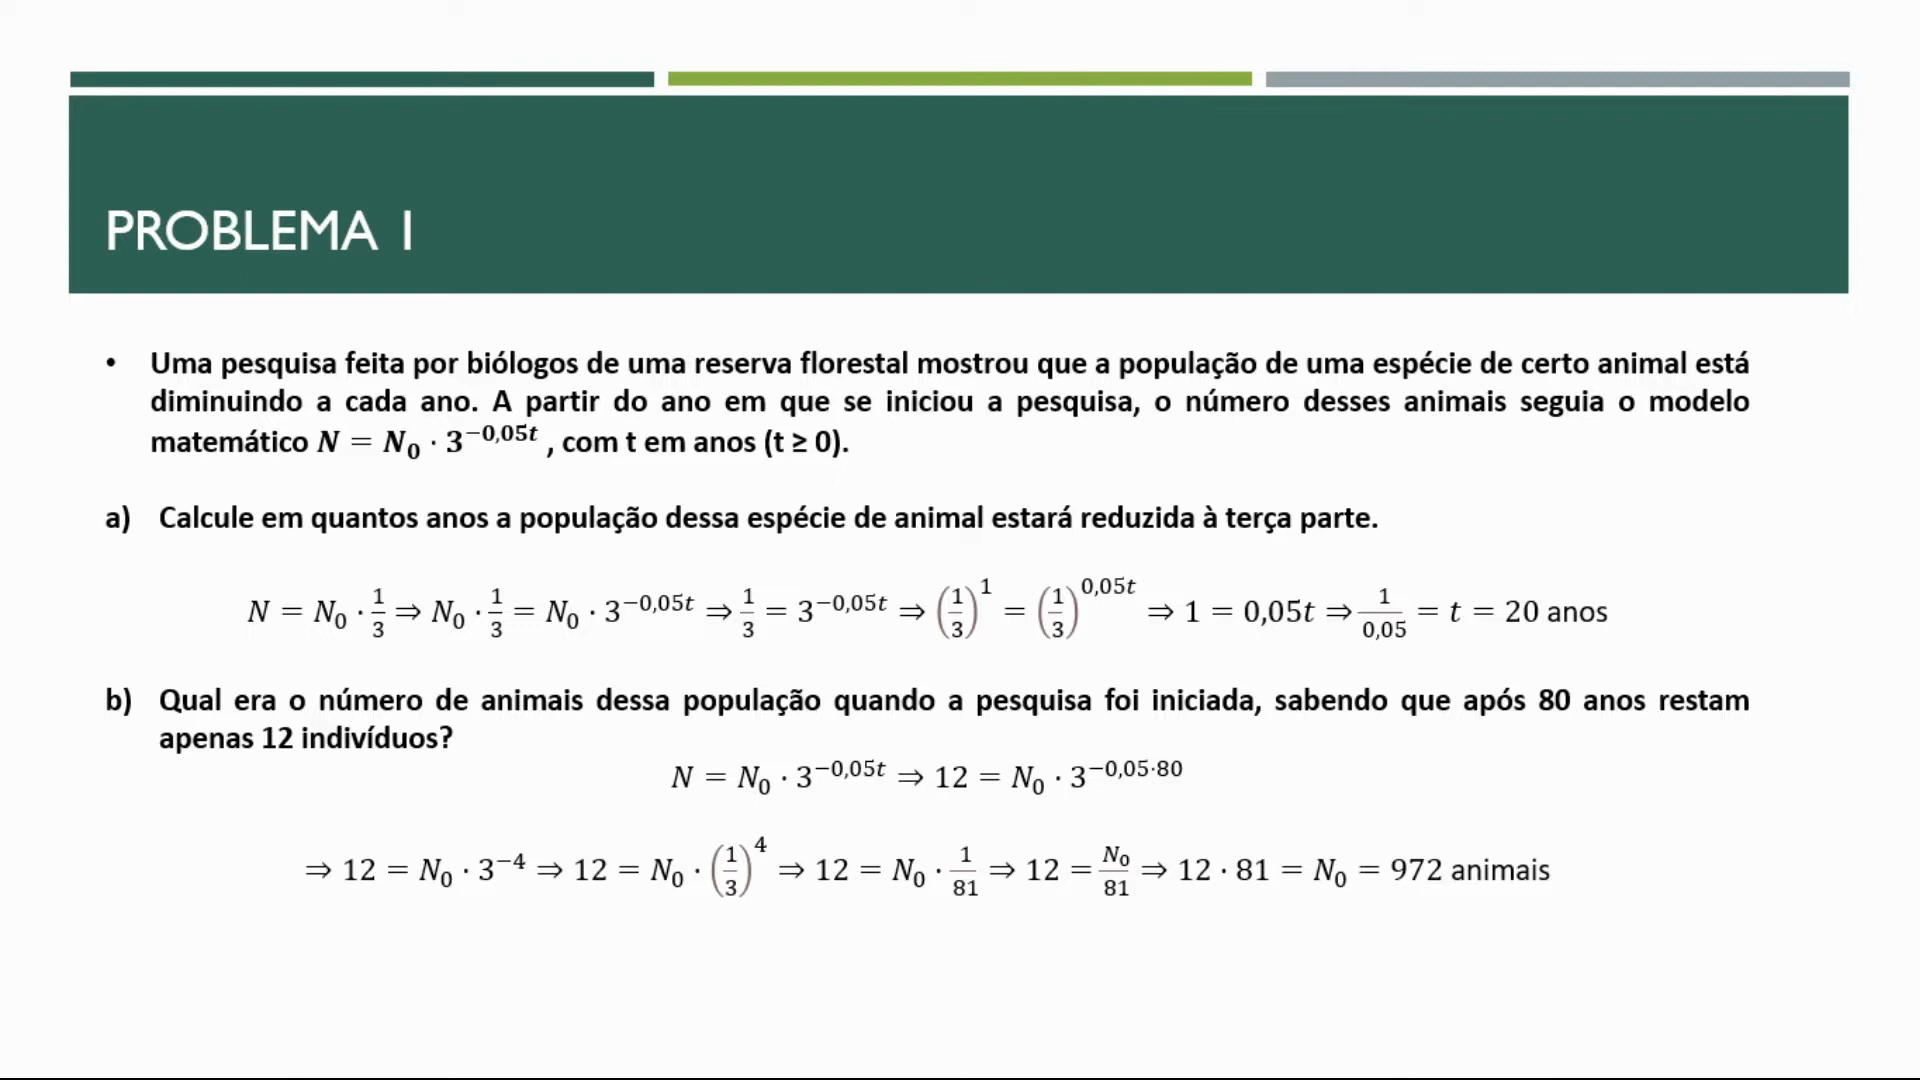 PROBLEMA 1
• Uma pesquisa feita por biólogos de uma reserva florestal mostrou que a população de uma espécie de certo animal está
diminuindo a cada ano. A partir do ano em que se iniciou a pesquisa, o número desses animais seguia o modelo
matemático N = N₀ · 3^{−0,05t} , com t em anos (t ≥ 0).
a) Calcule em quantos anos a população dessa espécie de animal estará reduzida à terça parte.
N = N₀ · 1/3 ⇒ N₀ · 1/3 = N₀ · 3^{−0,05t} ⇒ 1/3 = 3^{−0,05t} ⇒ (1/3)^1 = (1/3)^{0,05t} ⇒ 1 = 0,05t ⇒ 1/0,05 = t = 20 anos
b) Qual era o número de animais dessa população quando a pesquisa foi iniciada, sabendo que após 80 anos restam
apenas 12 indivíduos?
N = N₀ · 3^{−0,05t} ⇒ 12 = N₀ · 3^{−0,05·80}
⇒ 12 = N₀ · 3^{−4} ⇒ 12 = N₀ · (1/3)^4 ⇒ 12 = N₀ · 1/81 ⇒ 12 = N₀/81 ⇒ 12 · 81 = N₀ = 972 animais